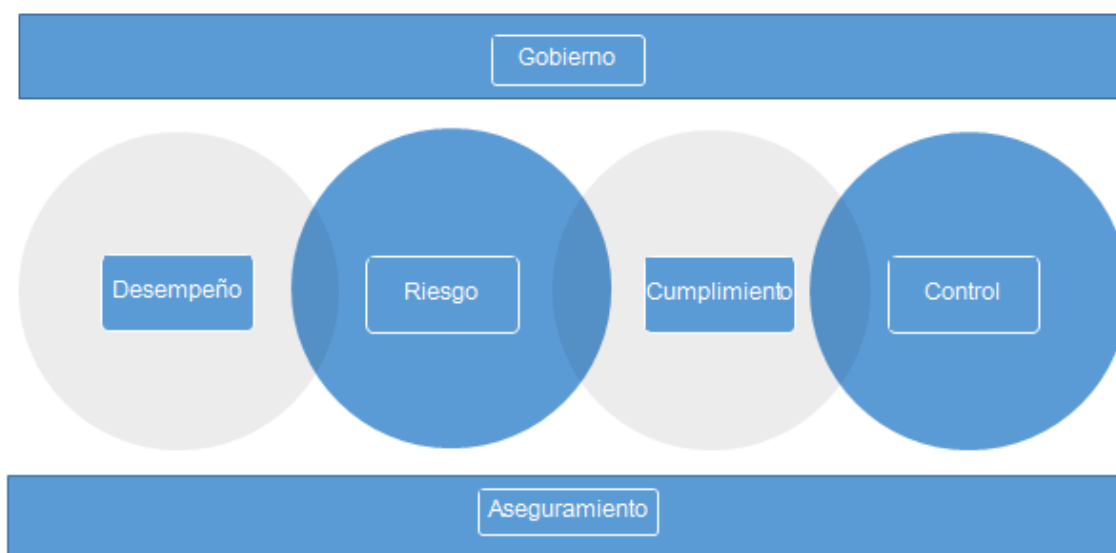 Gobierno
Desempeño
Riesgo
Cumplimiento
Control
Aseguramiento